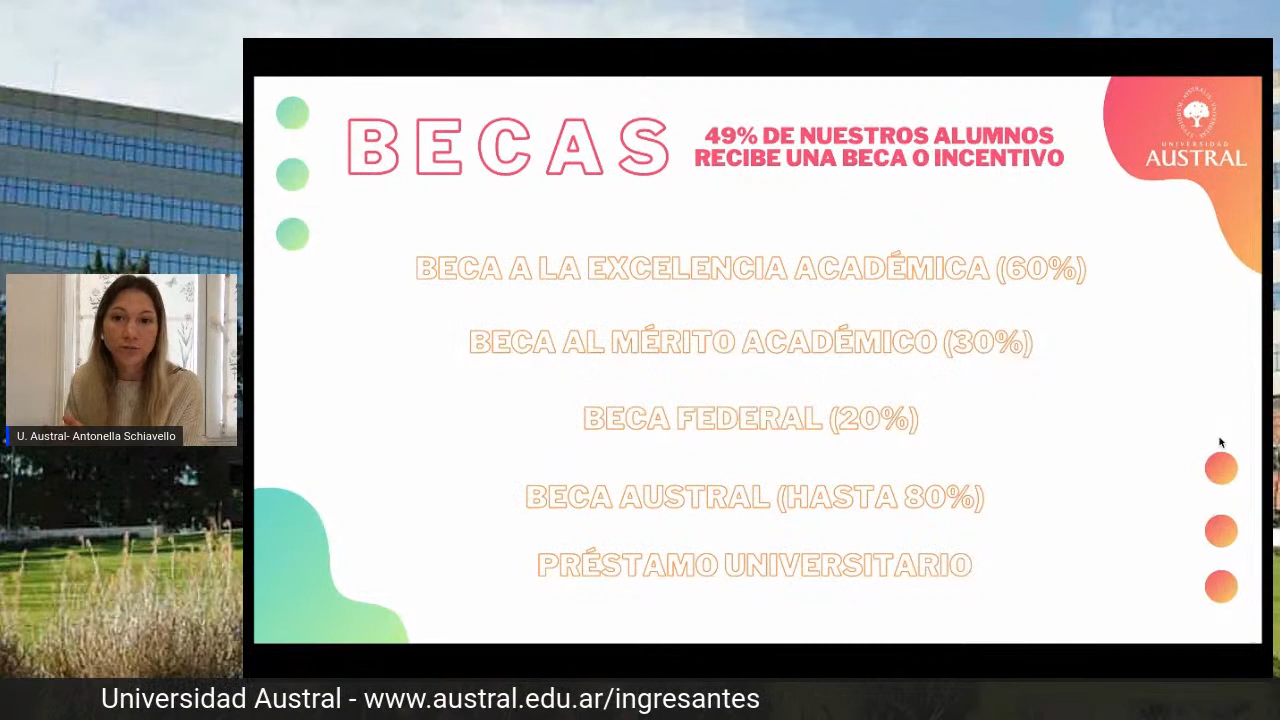 BECAS
49% DE NUESTROS ALUMNOS
RECIBE UNA BECA O INCENTIVO
UNIVERSIDAD
AUSTRAL
BECA A LA EXCELENCIA ACADÉMICA (60%)
BECA AL MÉRITO ACADÉMICO (30%)
BECA FEDERAL (20%)
BECA AUSTRAL (HASTA 80%)
PRÉSTAMO UNIVERSITARIO
U. Austral- Antonella Schiavello
Universidad Austral - www.austral.edu.ar/ingresantes